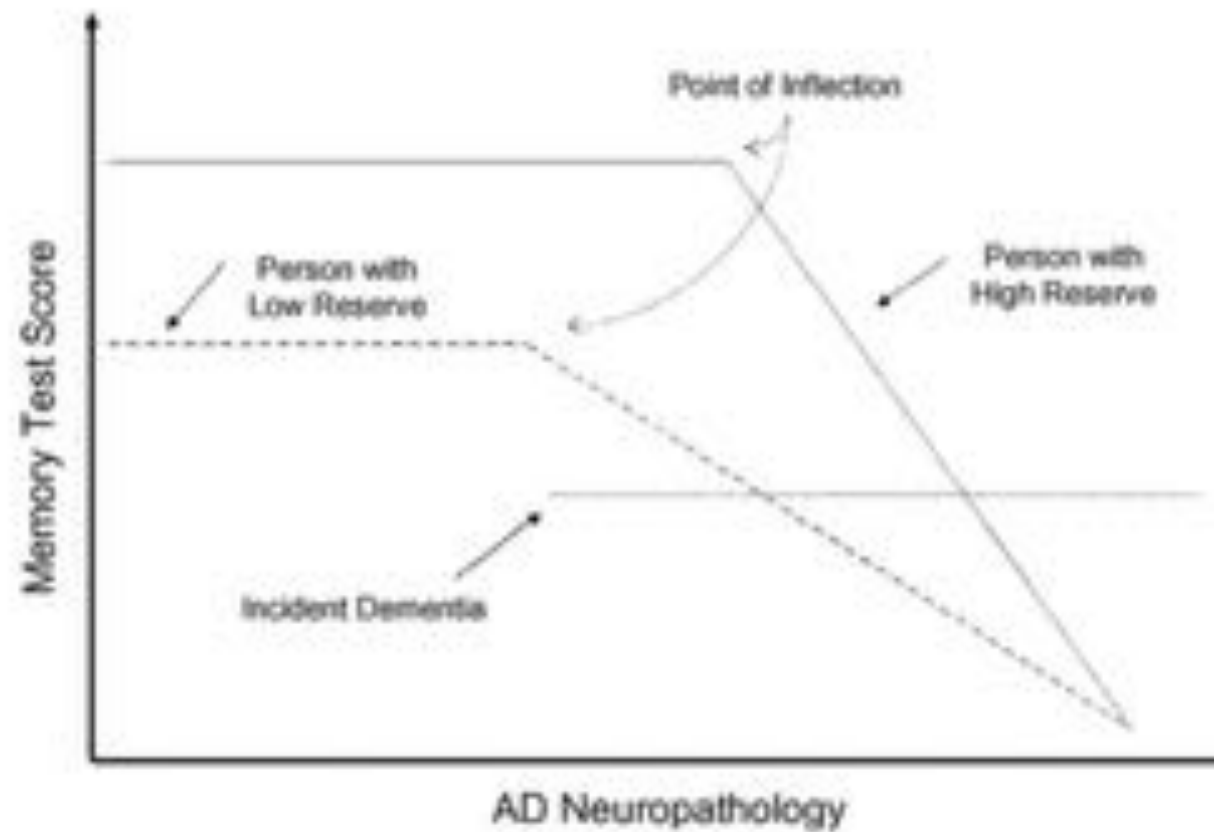 Point of Inflection
Person with
Low Reserve
Person with
High Reserve
Memory Test Score
Incident Dementia
AD Neuropathology